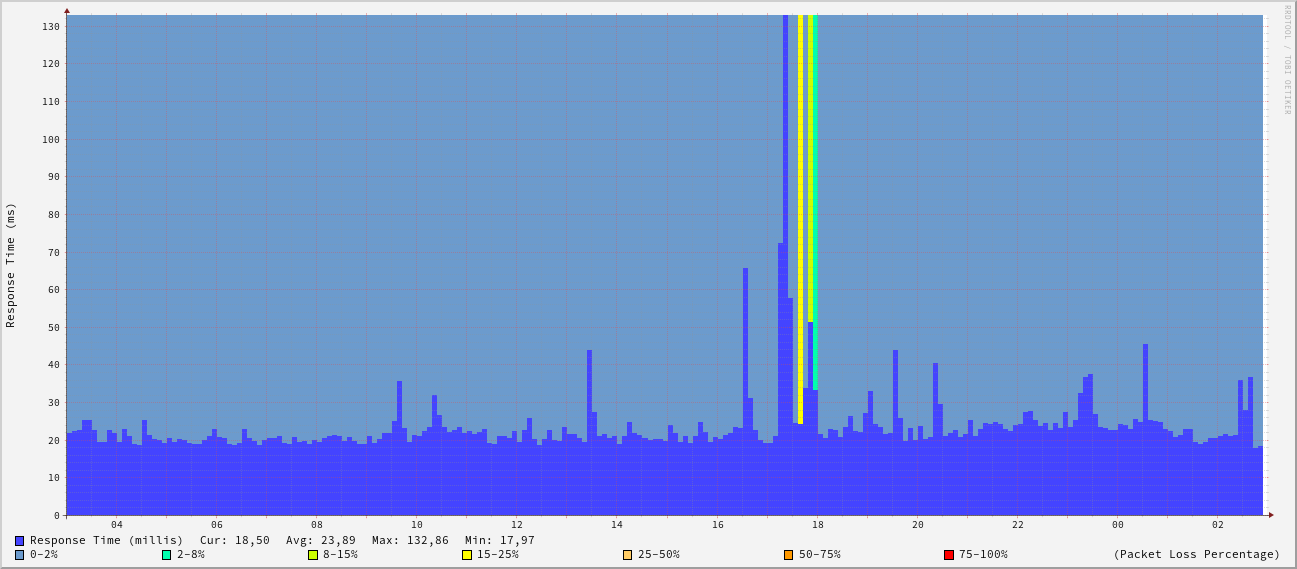 RRDTOOL / TOBI OETIKER
Response Time (ms)
130
120
110
100
90
80
70
60
50
40
30
20
10
0
04 06 08 10 12 14 16 18 20 22 00 02
Response Time (millis) Cur: 18,50 Avg: 23,89 Max: 132,86 Min: 17,97
0-2% 2-8% 8-15% 15-25% 25-50% 50-75% 75-100% (Packet Loss Percentage)